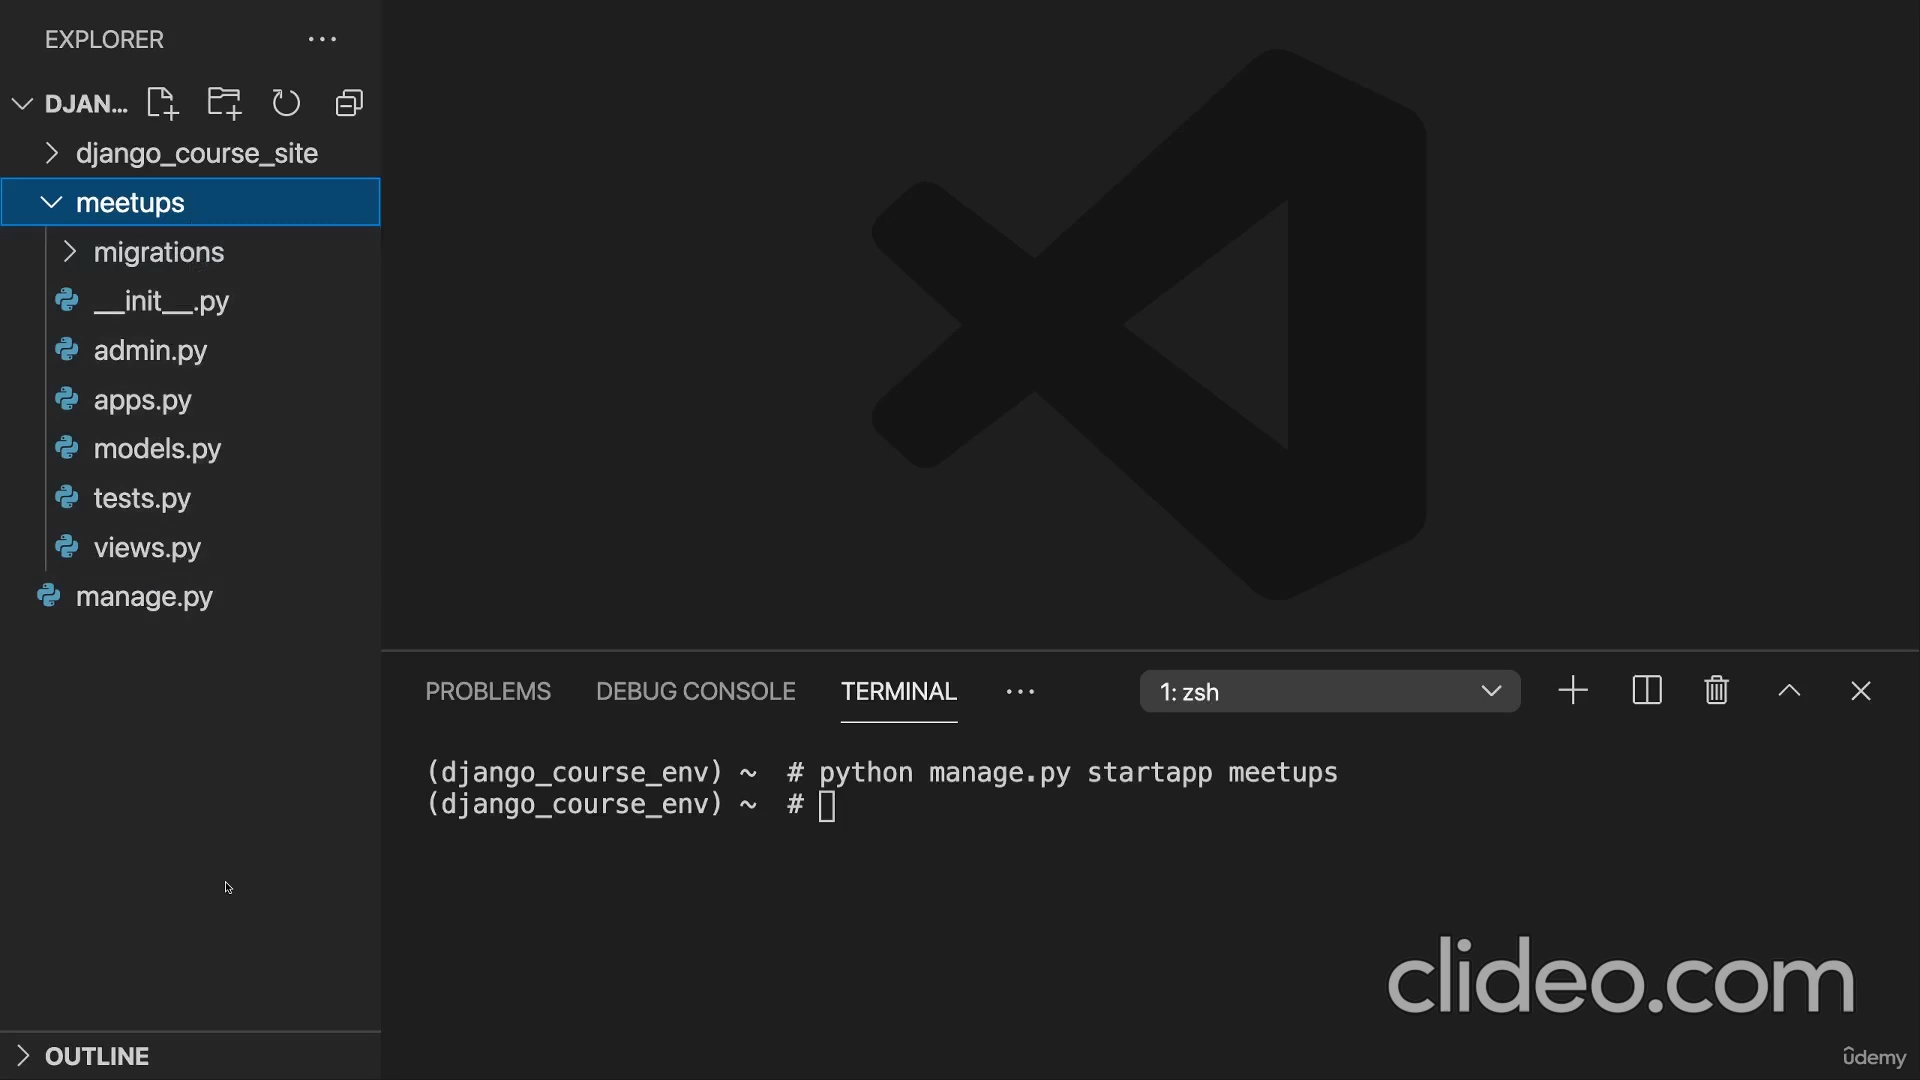 EXPLORER
DJAN...
django_course_site
meetups
migrations
__init__.py
admin.py
apps.py
models.py
tests.py
views.py
manage.py
OUTLINE
PROBLEMS DEBUG CONSOLE TERMINAL 1: zsh
(django_course_env) ~ # python manage.py startapp meetups
(django_course_env) ~ #
clideo.com
ûdemy